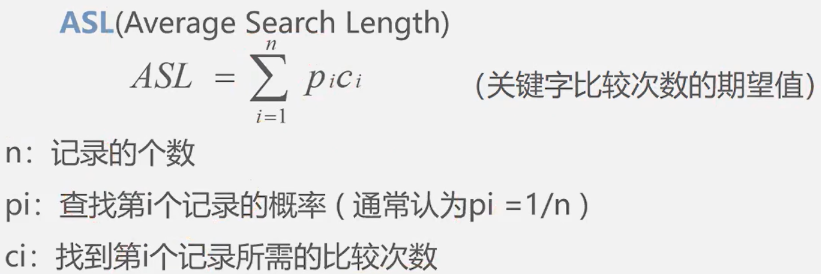 ASL(Average Search Length)
ASL = \sum_{i=1}^{n} p_i c_i （关键字比较次数的期望值）
n：记录的个数
pi：查找第i个记录的概率 ( 通常认为pi =1/n )
ci：找到第i个记录所需的比较次数